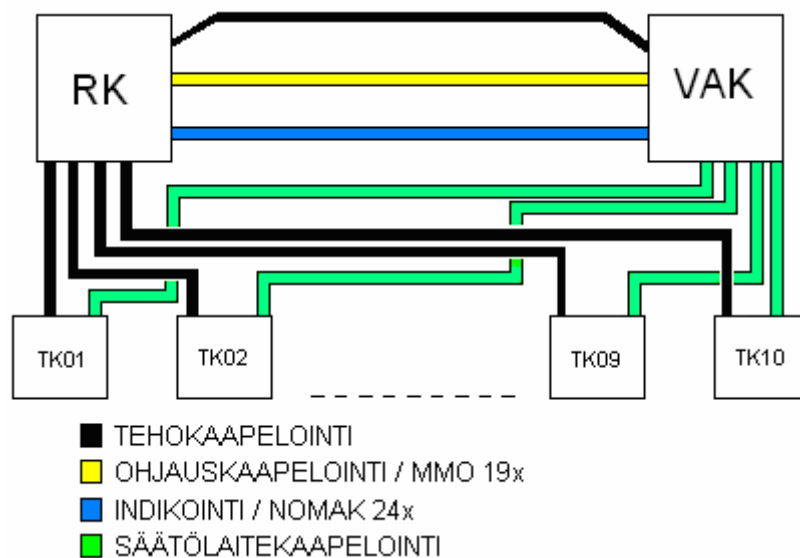 RK
VAK
TK01
TK02
TK09
TK10
TEHOKAAPELOINTI
OHJAUSKAAPELOINTI / MMO 19x
INDIKOINTI / NOMAK 24x
SÄÄTÖLAITEKAAPELOINTI